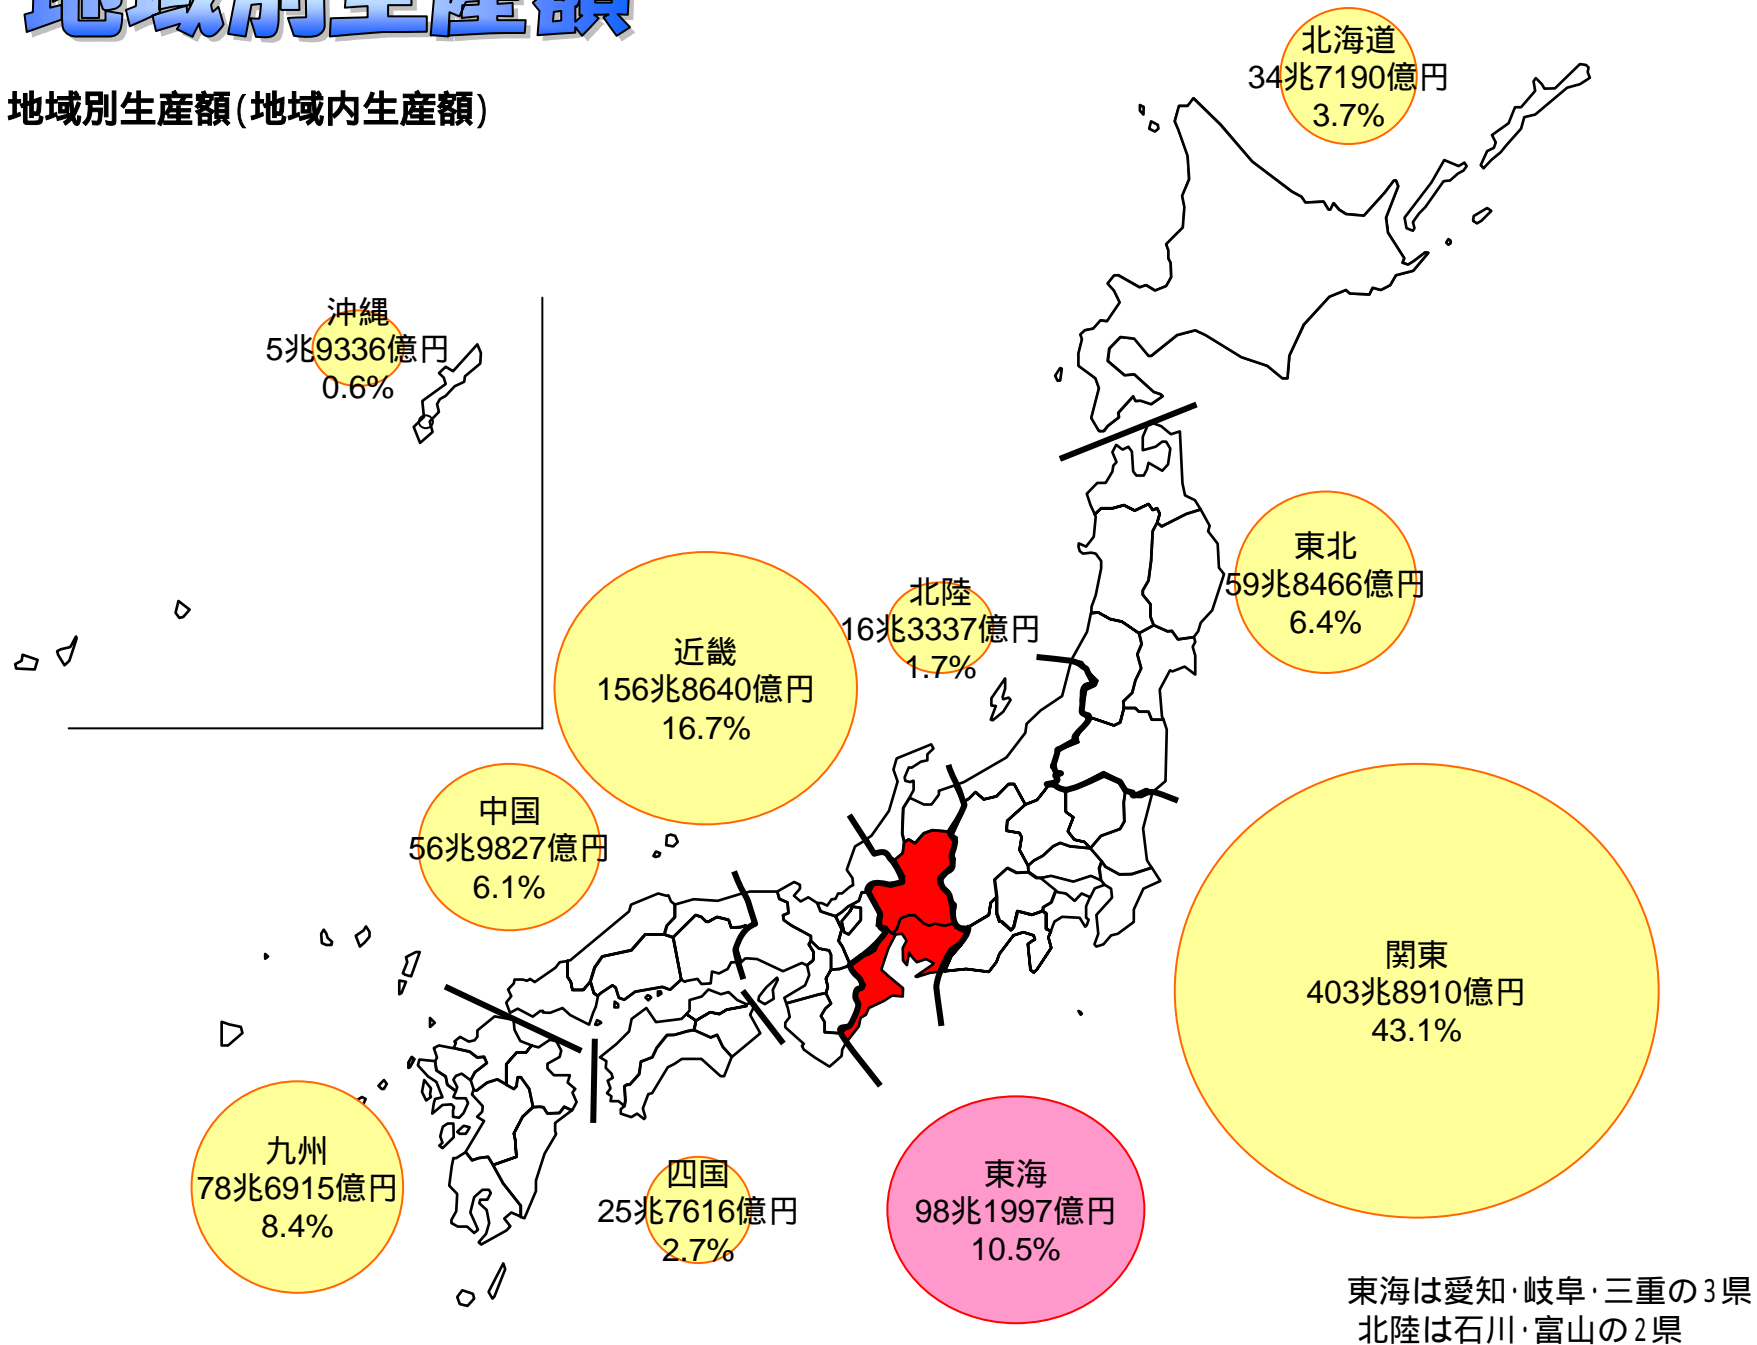 地域別生産額
地域別生産額(地域内生産額)
北海道
34兆7190億円
3.7%
沖縄
5兆9336億円
0.6%
東北
59兆8466億円
6.4%
北陸
16兆3337億円
1.7%
近畿
156兆8640億円
16.7%
中国
56兆9827億円
6.1%
関東
403兆8910億円
43.1%
九州
78兆6915億円
8.4%
四国
25兆7616億円
2.7%
東海
98兆1997億円
10.5%
東海は愛知・岐阜・三重の3県
北陸は石川・富山の2県